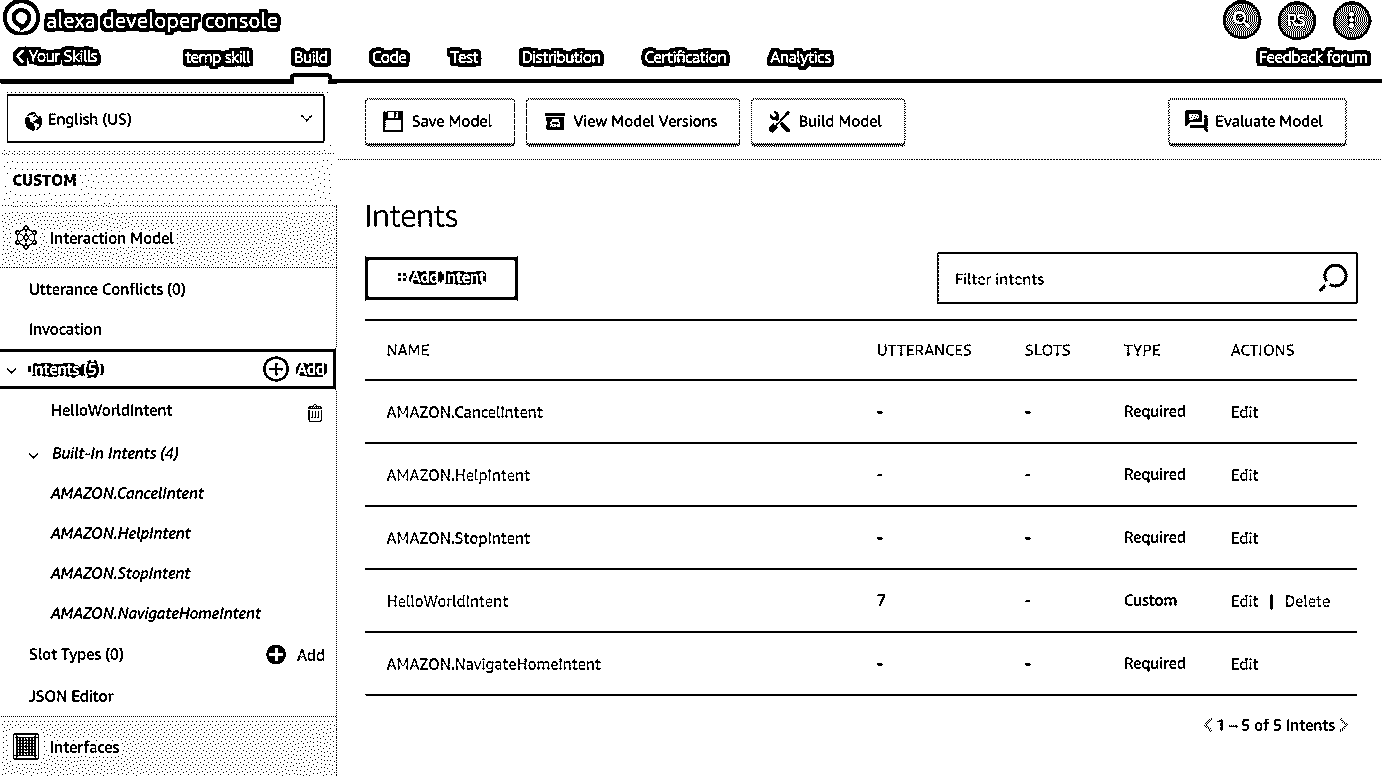 alexa developer console
RS
Your Skills temp skill Build Code Test Distribution Certification Analytics Feedback forum
English (US)
Save Model View Model Versions Build Model Evaluate Model
CUSTOM
Interaction Model
Utterance Conflicts (0)
Invocation
Intents (5) Add
HelloWorldIntent
Built-In Intents (4)
AMAZON.CancelIntent
AMAZON.HelpIntent
AMAZON.StopIntent
AMAZON.NavigateHomeIntent
Slot Types (0) Add
JSON Editor
Interfaces
Intents
+ Add Intent
Filter intents
NAME UTTERANCES SLOTS TYPE ACTIONS
AMAZON.CancelIntent - - Required Edit
AMAZON.HelpIntent - - Required Edit
AMAZON.StopIntent - - Required Edit
HelloWorldIntent 7 - Custom Edit | Delete
AMAZON.NavigateHomeIntent - - Required Edit
1 – 5 of 5 Intents